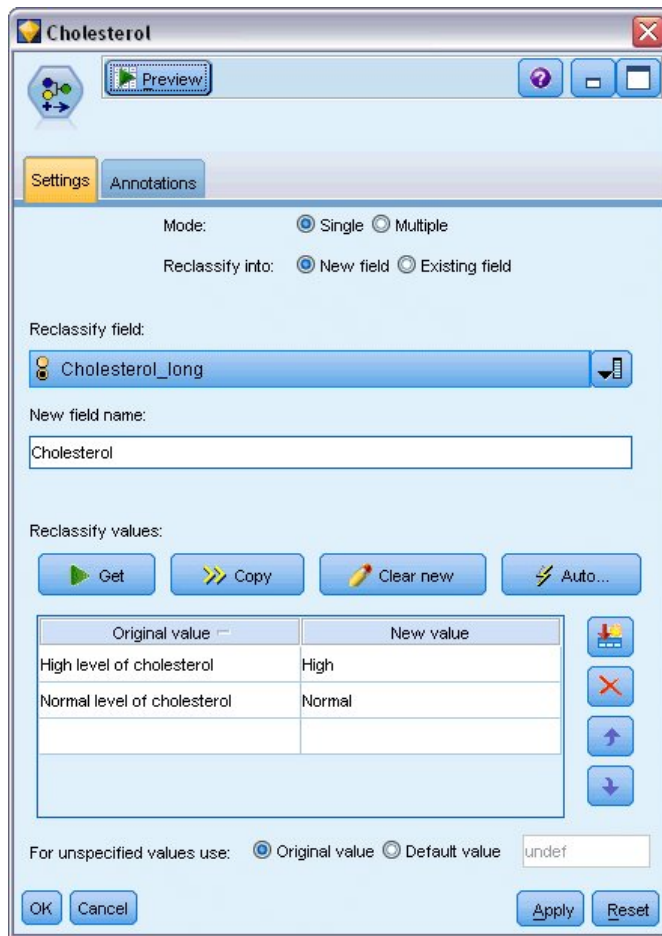 Cholesterol
Preview
Settings Annotations
Mode: Single Multiple
Reclassify into: New field Existing field
Reclassify field:
Cholesterol_long
New field name:
Cholesterol
Reclassify values:
Get Copy Clear new Auto...
Original value New value
High level of cholesterol High
Normal level of cholesterol Normal
For unspecified values use: Original value Default value undef
OK Cancel Apply Reset